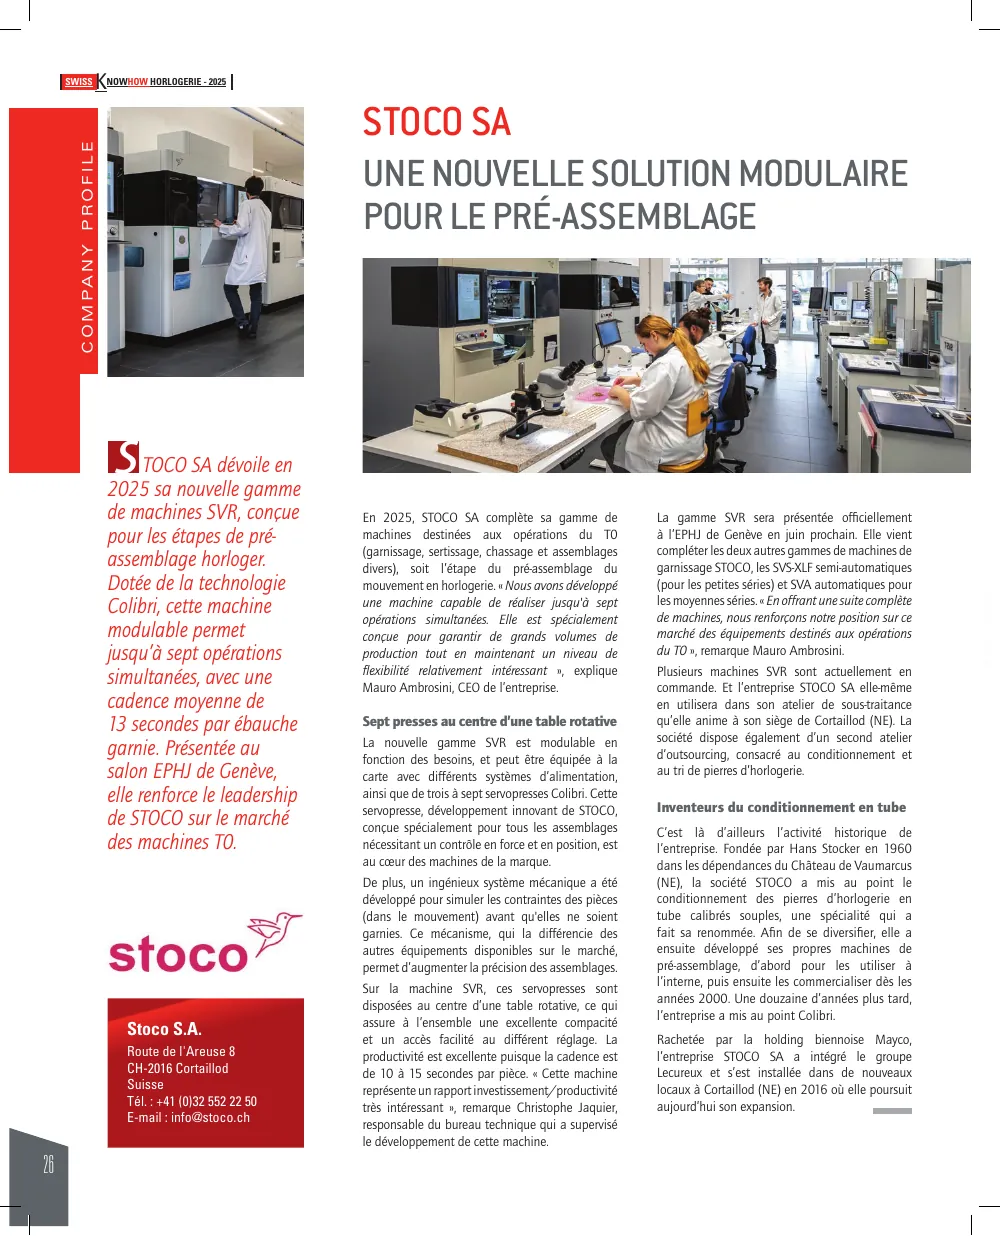 SWISS KNOWHOW HORLOGERIE - 2025
COMPANY PROFILE
STOCO SA
UNE NOUVELLE SOLUTION MODULAIRE
POUR LE PRÉ-ASSEMBLAGE
STOCO SA dévoile en
2025 sa nouvelle gamme
de machines SVR, conçue
pour les étapes de pré-
assemblage horloger.
Dotée de la technologie
Colibri, cette machine
modulable permet
jusqu'à sept opérations
simultanées, avec une
cadence moyenne de
13 secondes par ébauche
garnie. Présentée au
salon EPHJ de Genève,
elle renforce le leadership
de STOCO sur le marché
des machines T0.
stoco
Stoco S.A.
Route de l'Areuse 8
CH-2016 Cortaillod
Suisse
Tél. : +41 (0)32 552 22 50
E-mail : info@stoco.ch
26
En 2025, STOCO SA complète sa gamme de
machines destinées aux opérations du T0
(garnissage, sertissage, chassage et assemblages
divers), soit l'étape du pré-assemblage du
mouvement en horlogerie. « Nous avons développé
une machine capable de réaliser jusqu'à sept
opérations simultanées. Elle est spécialement
conçue pour garantir de grands volumes de
production tout en maintenant un niveau de
flexibilité relativement intéressant », explique
Mauro Ambrosini, CEO de l'entreprise.
Sept presses au centre d'une table rotative
La nouvelle gamme SVR est modulable en
fonction des besoins, et peut être équipée à la
carte avec différents systèmes d'alimentation,
ainsi que de trois à sept servopresses Colibri. Cette
servopresse, développement innovant de STOCO,
conçue spécialement pour tous les assemblages
nécessitant un contrôle en force et en position, est
au cœur des machines de la marque.
De plus, un ingénieux système mécanique a été
développé pour simuler les contraintes des pièces
(dans le mouvement) avant qu'elles ne soient
garnies. Ce mécanisme, qui la différencie des
autres équipements disponibles sur le marché,
permet d'augmenter la précision des assemblages.
Sur la machine SVR, ces servopresses sont
disposées au centre d'une table rotative, ce qui
assure à l'ensemble une excellente compacité
et un accès facilité au différent réglage. La
productivité est excellente puisque la cadence est
de 10 à 15 secondes par pièce. « Cette machine
représente un rapport investissement/productivité
très intéressant », remarque Christophe Jaquier,
responsable du bureau technique qui a supervisé
le développement de cette machine.
La gamme SVR sera présentée officiellement
à l'EPHJ de Genève en juin prochain. Elle vient
compléter les deux autres gammes de machines de
garnissage STOCO, les SVS-XLF semi-automatiques
(pour les petites séries) et SVA automatiques pour
les moyennes séries. « En offrant une suite complète
de machines, nous renforçons notre position sur ce
marché des équipements destinés aux opérations
du T0 », remarque Mauro Ambrosini.
Plusieurs machines SVR sont actuellement en
commande. Et l'entreprise STOCO SA elle-même
en utilisera dans son atelier de sous-traitance
qu'elle anime à son siège de Cortaillod (NE). La
société dispose également d'un second atelier
d'outsourcing, consacré au conditionnement et
au tri de pierres d'horlogerie.
Inventeurs du conditionnement en tube
C'est là d'ailleurs l'activité historique de
l'entreprise. Fondée par Hans Stocker en 1960
dans les dépendances du Château de Vaumarcus
(NE), la société STOCO a mis au point le
conditionnement des pierres d'horlogerie en
tube calibrés souples, une spécialité qui a
fait sa renommée. Afin de se diversifier, elle a
ensuite développé ses propres machines de
pré-assemblage, d'abord pour les utiliser à
l'interne, puis ensuite les commercialiser dès les
années 2000. Une douzaine d'années plus tard,
l'entreprise a mis au point Colibri.
Rachetée par la holding biennoise Mayco,
l'entreprise STOCO SA a intégré le groupe
Lecureux et s'est installée dans de nouveaux
locaux à Cortaillod (NE) en 2016 où elle poursuit
aujourd'hui son expansion.